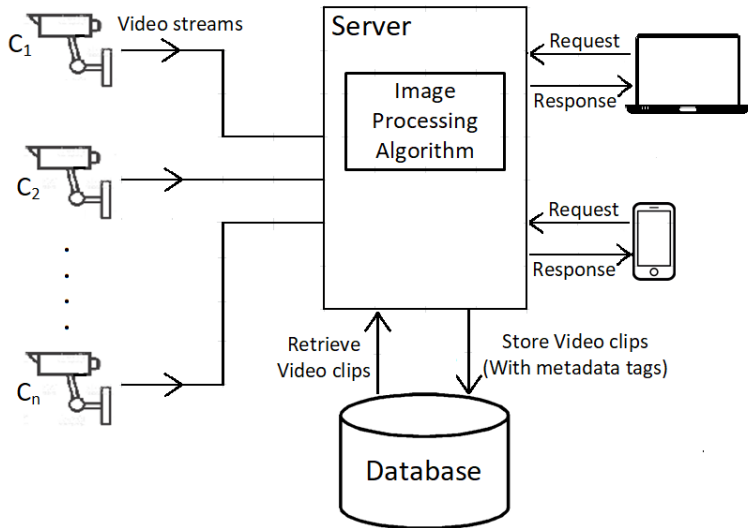 C1
Video streams
Server
Image
Processing
Algorithm
Request
Response
C2
Request
Response
Cn
Retrieve
Video clips
Store Video clips
(With metadata tags)
Database